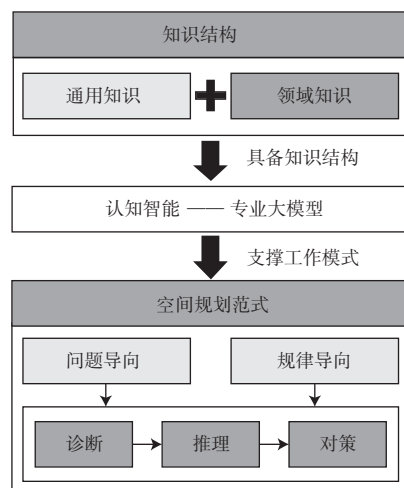 知识结构
通用知识
领域知识
具备知识结构
认知智能 —— 专业大模型
支撑工作模式
空间规划范式
问题导向
规律导向
诊断
推理
对策